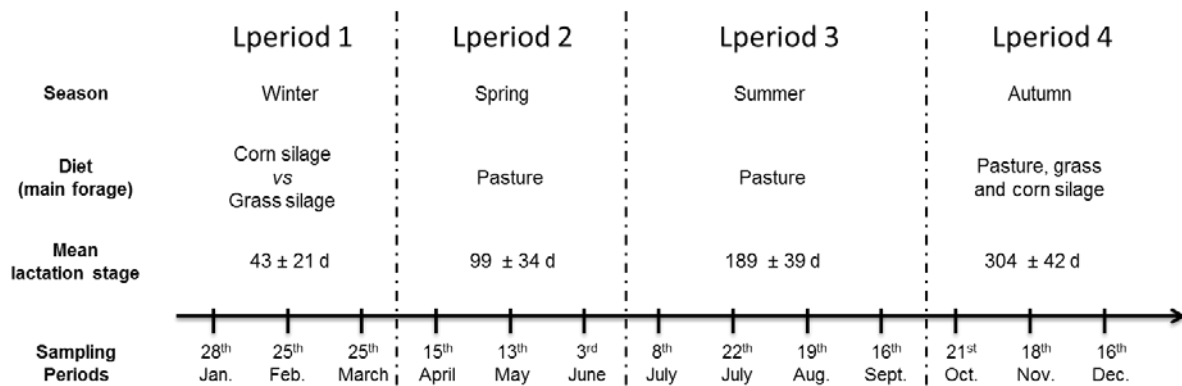 Lperiod 1 Lperiod 2 Lperiod 3 Lperiod 4
Season Winter Spring Summer Autumn
Diet
(main forage)
Corn silage
vs
Grass silage
Pasture
Pasture
Pasture, grass
and corn silage
Mean
lactation stage
43 ± 21 d 99 ± 34 d 189 ± 39 d 304 ± 42 d
Sampling
Periods
28th 25th 25th 15th 13th 3rd 8th 22th 19th 16th 21st 18th 16th
Jan. Feb. March April May June July July Aug. Sept. Oct. Nov. Dec.